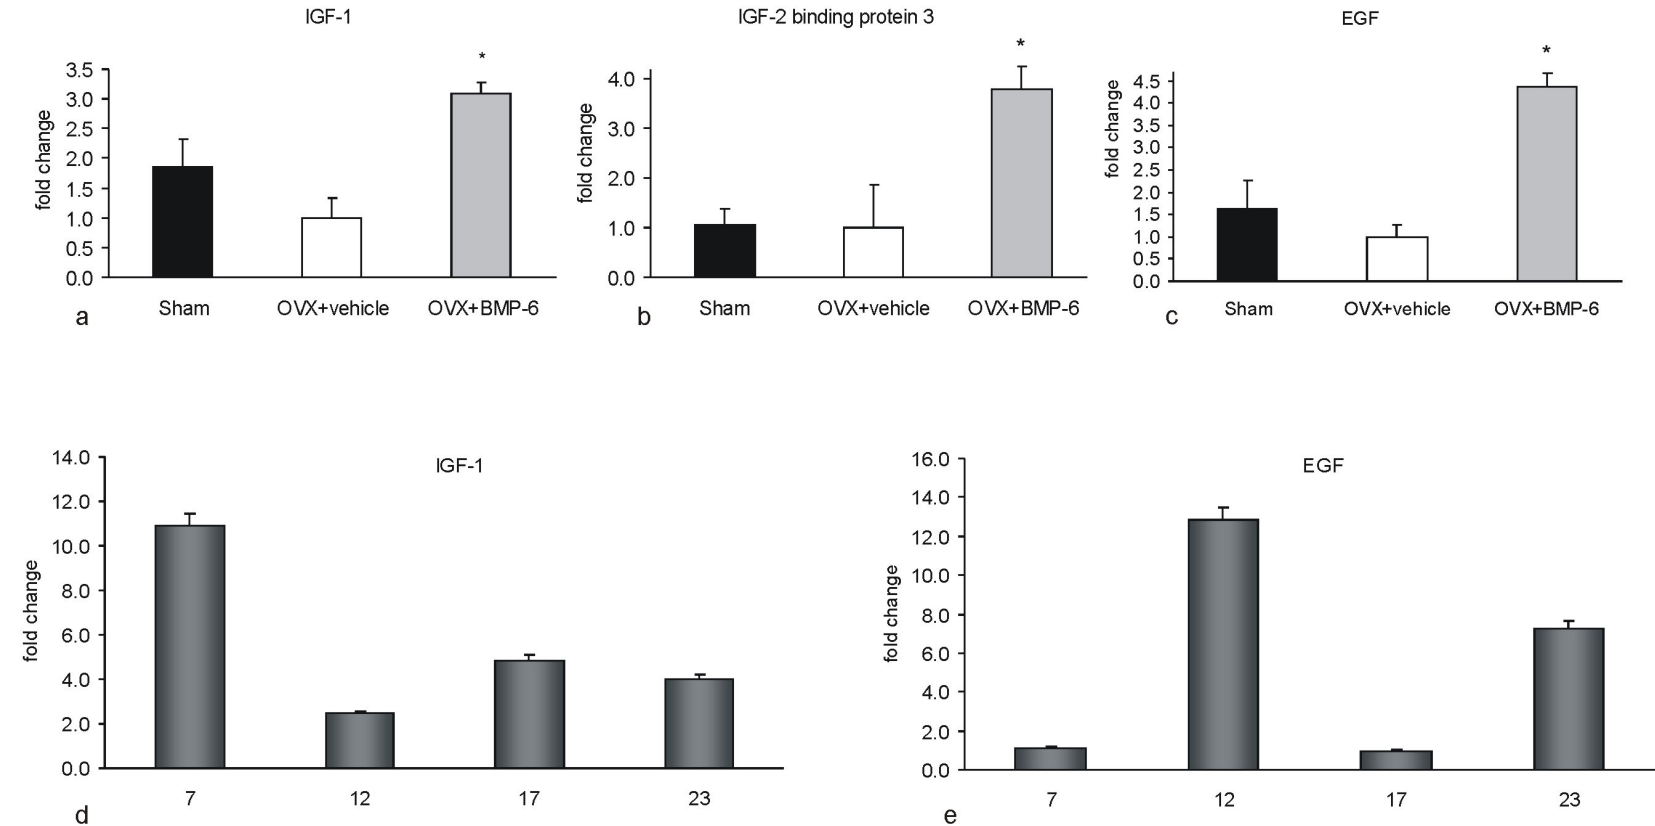 IGF-1
IGF-2 binding protein 3
EGF
*
*
*
fold change
3.5
3.0
2.5
2.0
1.5
1.0
0.5
0.0
Sham
OVX+vehicle
OVX+BMP-6
a
fold change
4.0
3.0
2.0
1.0
0.0
Sham
OVX+vehicle
OVX+BMP-6
b
fold change
4.5
4.0
3.5
3.0
2.5
2.0
1.5
1.0
0.5
0.0
Sham
OVX+vehicle
OVX+BMP-6
c
IGF-1
fold change
14.0
12.0
10.0
8.0
6.0
4.0
2.0
0.0
7
12
17
23
d
EGF
fold change
16.0
14.0
12.0
10.0
8.0
6.0
4.0
2.0
0.0
7
12
17
23
e